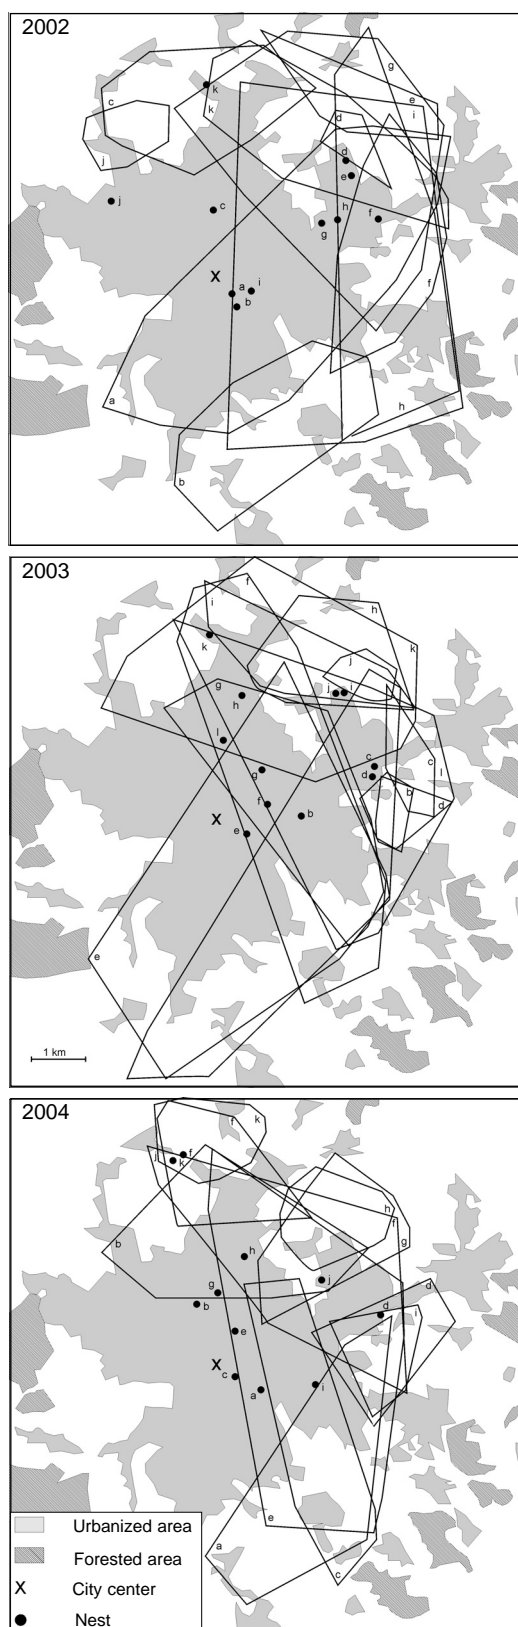 2002
k
g
c
k
e
i
d
j
d
e
j
c
h
f
g
X
a
i
f
b
a
h
b
2003
f
i
h
k
k
j
g
h
j
i
l
c
c
g
d
l
b
f
d
X
b
e
e
1 km
2004
f
k
j
f
k
h
f
b
h
g
j
g
d
b
d
i
e
X
c
a
i
e
a
c
Urbanized area
Forested area
X City center
Nest